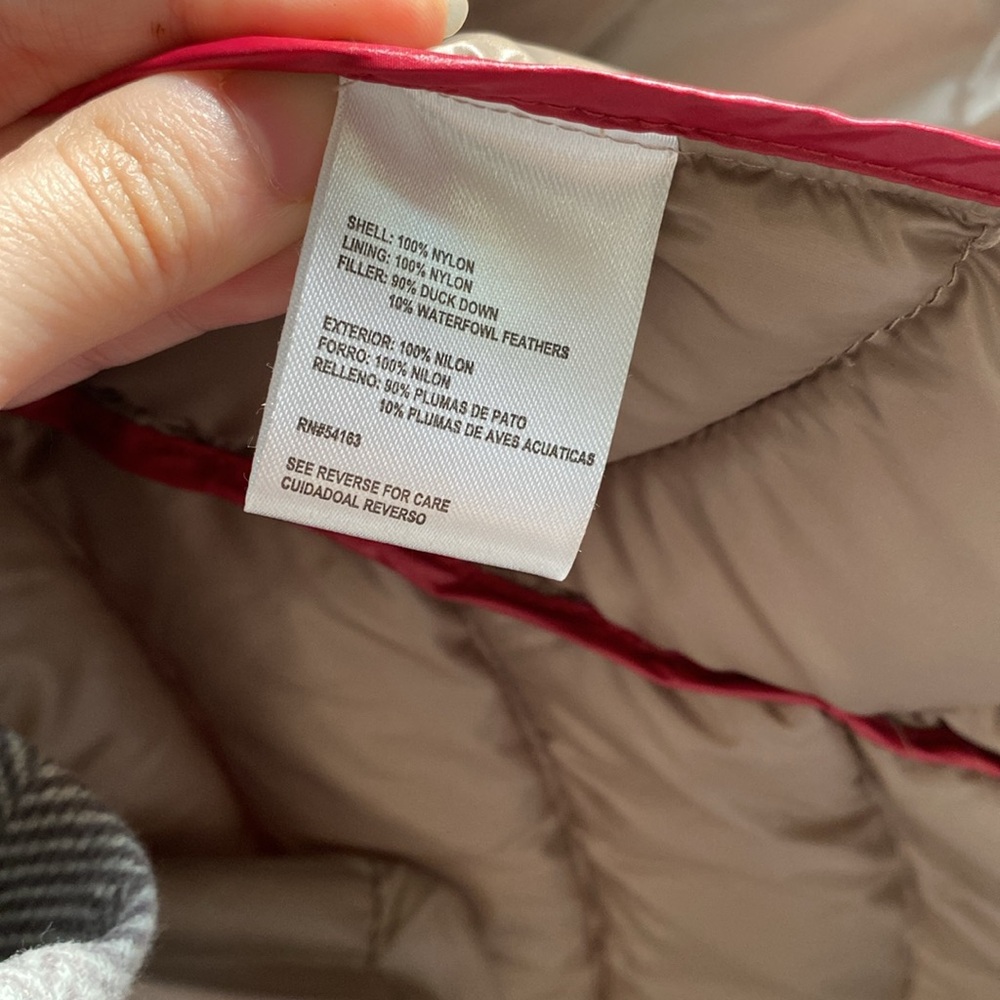 SHELL: 100% NYLON
LINING: 100% NYLON
FILLER: 90% DUCK DOWN
10% WATERFOWL FEATHERS
EXTERIOR: 100% NILON
FORRO: 100% NILON
RELLENO: 90% PLUMAS DE PATO
10% PLUMAS DE AVES ACUATICAS
RN#54163
SEE REVERSE FOR CARE
CUIDADOAL REVERSO